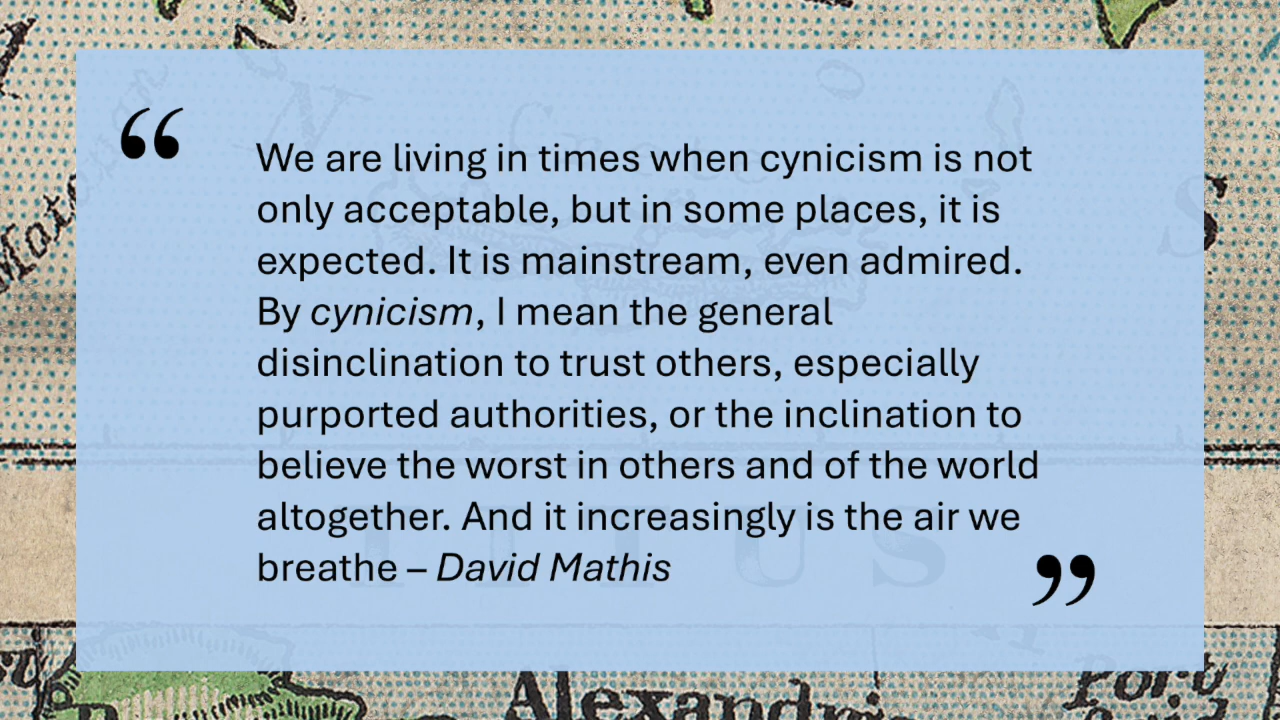 “
We are living in times when cynicism is not
only acceptable, but in some places, it is
expected. It is mainstream, even admired.
By cynicism, I mean the general
disinclination to trust others, especially
purported authorities, or the inclination to
believe the worst in others and of the world
altogether. And it increasingly is the air we
breathe – David Mathis
”